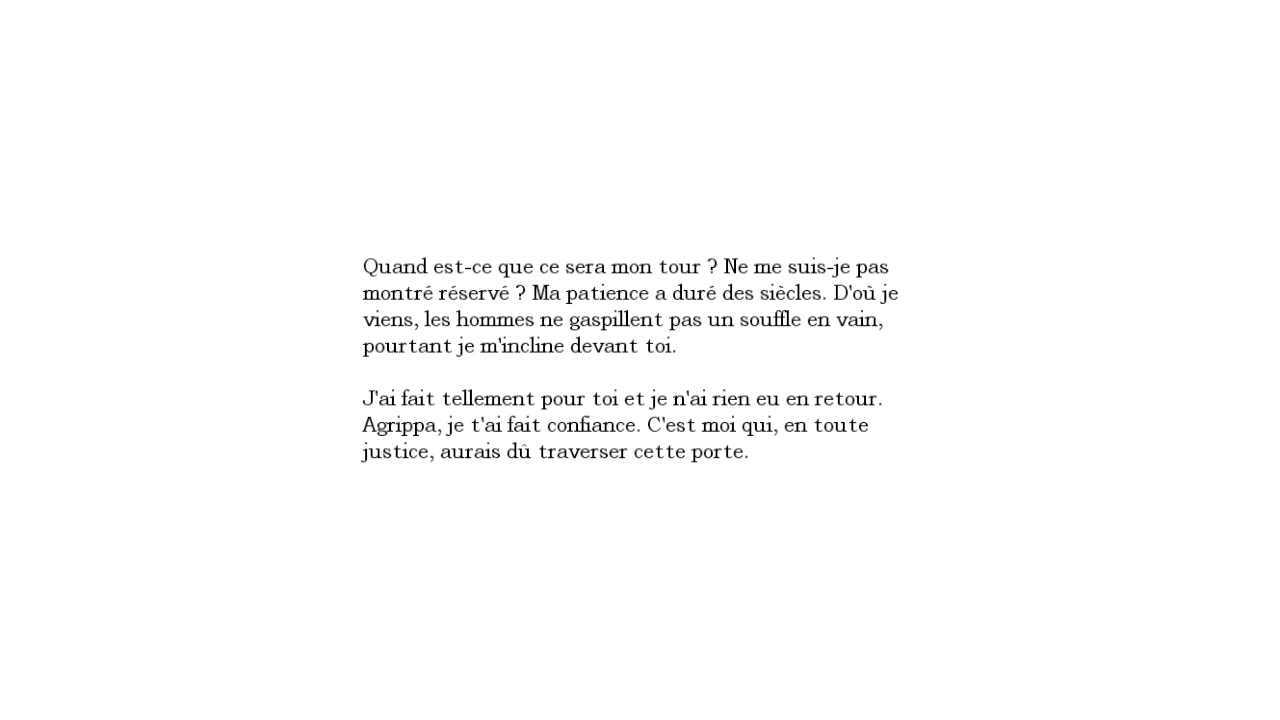 Quand est-ce que ce sera mon tour ? Ne me suis-je pas
montré réservé ? Ma patience a duré des siècles. D'où je
viens, les hommes ne gaspillent pas un souffle en vain,
pourtant je m'incline devant toi.

J'ai fait tellement pour toi et je n'ai rien eu en retour.
Agrippa, je t'ai fait confiance. C'est moi qui, en toute
justice, aurais dû traverser cette porte.